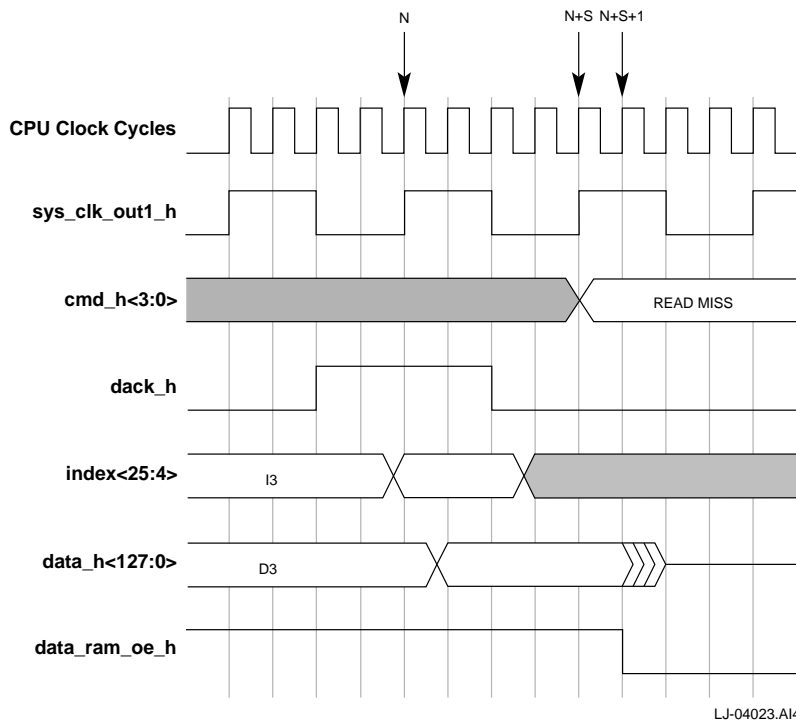 N N+S N+S+1
CPU Clock Cycles
sys_clk_out1_h
cmd_h<3:0> READ MISS
dack_h
index<25:4> I3
data_h<127:0> D3
data_ram_oe_h
LJ-04023.AI4